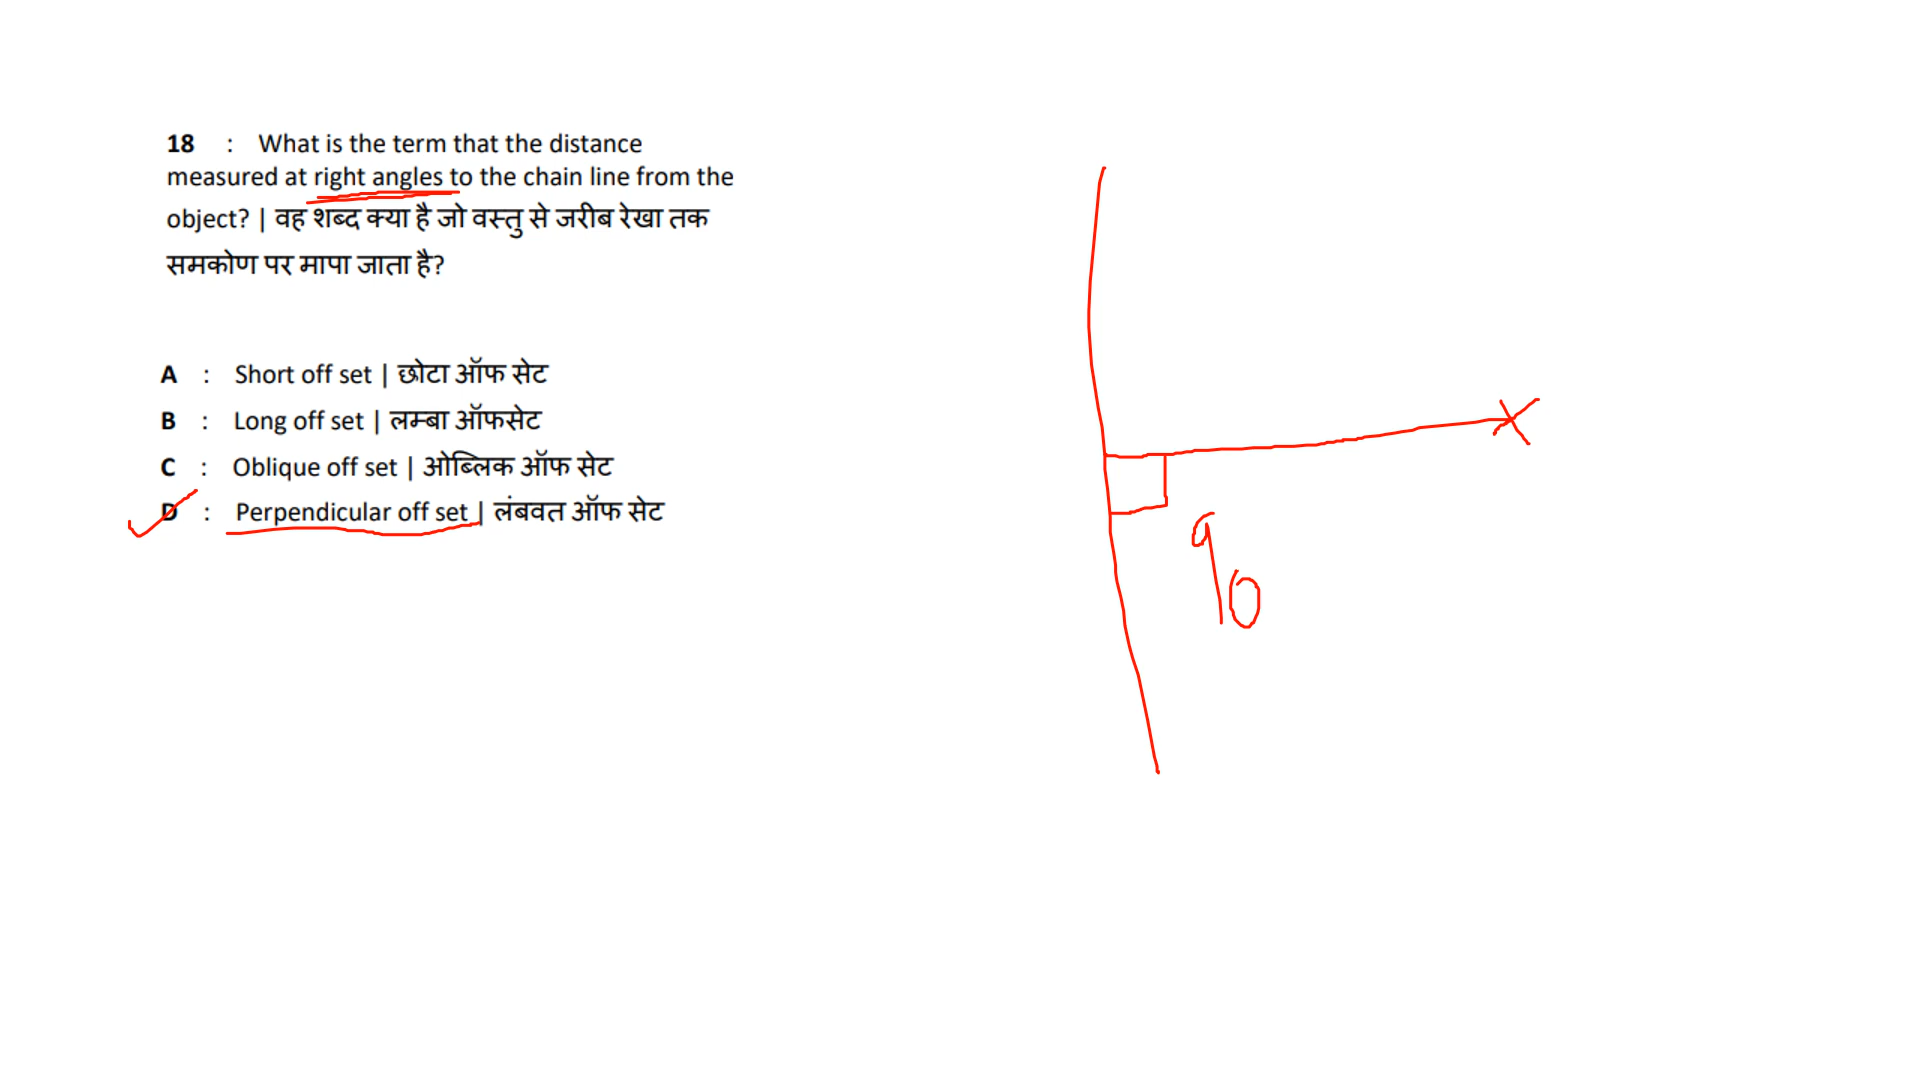 18 : What is the term that the distance
measured at right angles to the chain line from the
object? | वह शब्द क्या है जो वस्तु से जरीब रेखा तक
समकोण पर मापा जाता है?
A : Short off set | छोटा ऑफ सेट
B : Long off set | लम्बा ऑफसेट
C : Oblique off set | ओब्लिक ऑफ सेट
D : Perpendicular off set | लंबवत ऑफ सेट
90